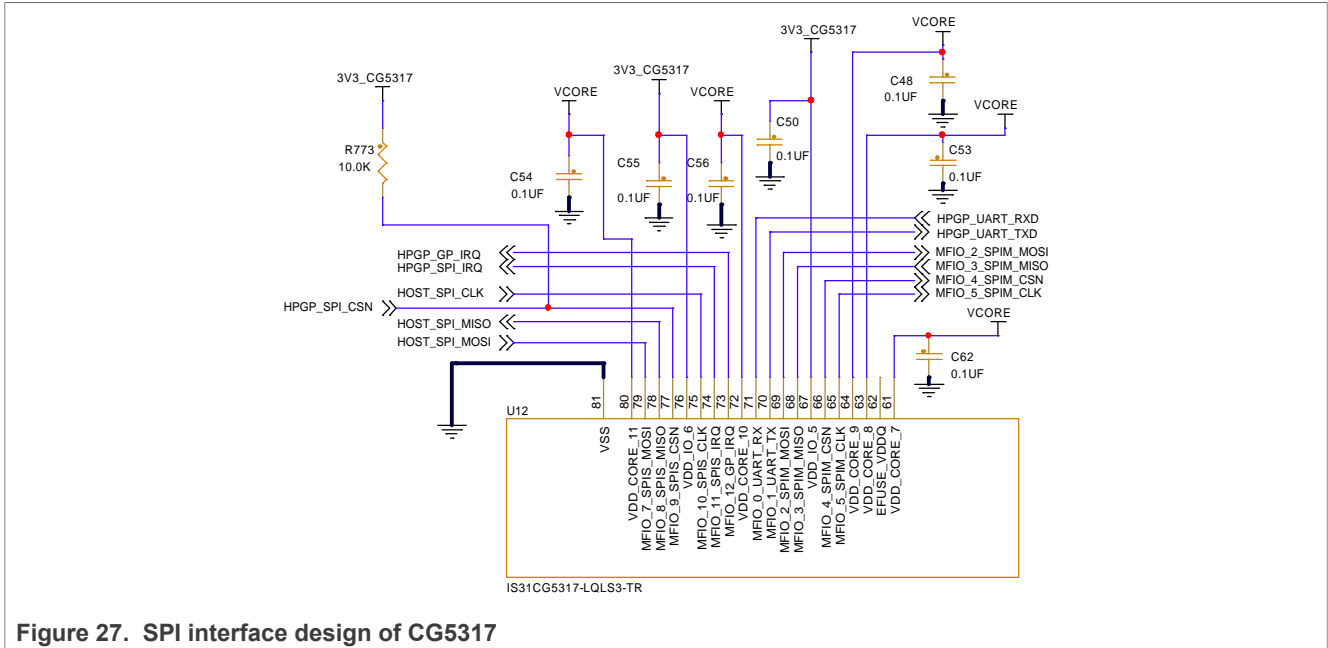 VCORE
3V3_CG5317
3V3_CG5317
3V3_CG5317
VCORE
VCORE
C48
0.1UF
VCORE
C50
0.1UF
R773
10.0K
C53
0.1UF
C54
0.1UF
C55
0.1UF
C56
0.1UF
HPGP_UART_RXD
HPGP_UART_TXD
HPGP_GP_IRQ
MFIO_2_SPIM_MOSI
HPGP_SPI_IRQ
MFIO_3_SPIM_MISO
MFIO_4_SPIM_CSN
HOST_SPI_CLK
MFIO_5_SPIM_CLK
HPGP_SPI_CSN
HOST_SPI_MISO
VCORE
HOST_SPI_MOSI
C62
0.1UF
81
80
79
78
77
76
75
74
73
72
71
70
69
68
67
66
65
64
63
62
61
U12
VSS
VDD_CORE_11
MFIO_7_SPIS_MOSI
MFIO_8_SPIS_MISO
MFIO_9_SPIS_CSN
VDD_IO_6
MFIO_10_SPIS_CLK
MFIO_11_SPIS_IRQ
MFIO_12_GP_IRQ
VDD_CORE_10
MFIO_0_UART_RX
MFIO_1_UART_TX
MFIO_2_SPIM_MOSI
MFIO_3_SPIM_MISO
VDD_IO_5
MFIO_4_SPIM_CSN
MFIO_5_SPIM_CLK
VDD_CORE_9
VDD_CORE_8
EFUSE_VDDQ
VDD_CORE_7
IS31CG5317-LQLS3-TR
Figure 27. SPI interface design of CG5317